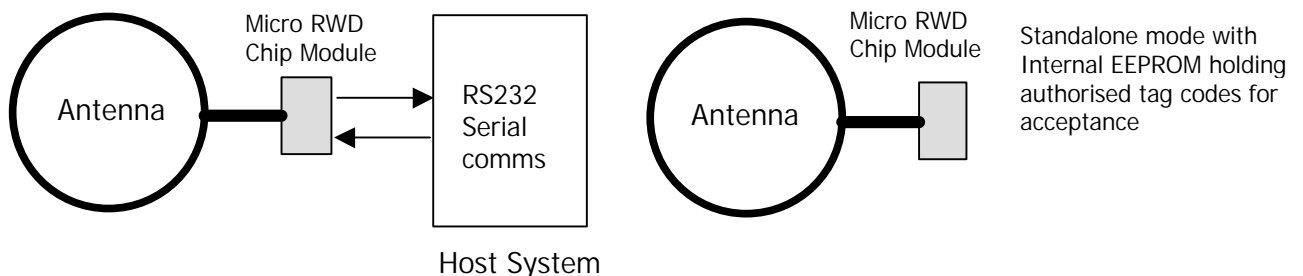 Micro RWD
Chip Module
Antenna
RS232
Serial
comms
Host System
Micro RWD
Chip Module
Antenna
Standalone mode with
Internal EEPROM holding
authorised tag codes for
acceptance